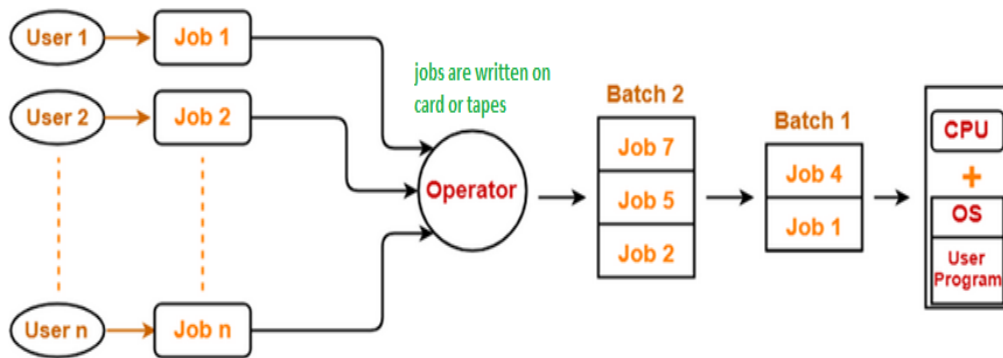 User 1
Job 1
User 2
Job 2
User n
Job n
jobs are written on
card or tapes
Operator
Batch 2
Job 7
Job 5
Job 2
Batch 1
Job 4
Job 1
CPU
+
OS
User
Program